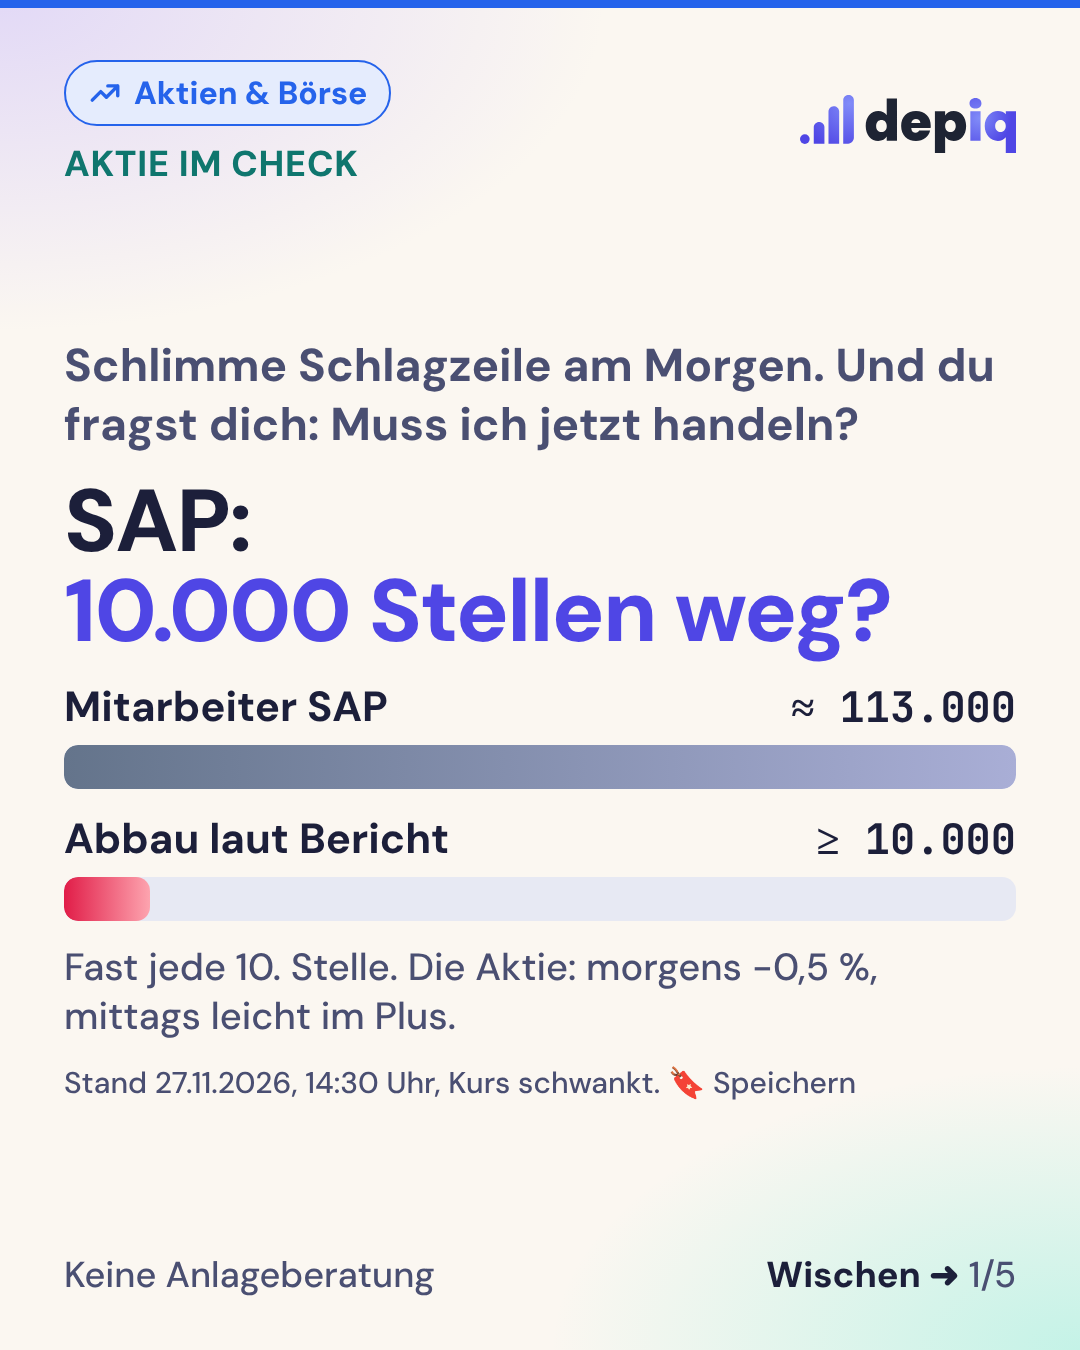 Aktien & Börse
AKTIE IM CHECK
depiq
Schlimme Schlagzeile am Morgen. Und du
fragst dich: Muss ich jetzt handeln?
SAP:
10.000 Stellen weg?
Mitarbeiter SAP ≈ 113.000
Abbau laut Bericht ≥ 10.000
Fast jede 10. Stelle. Die Aktie: morgens −0,5 %,
mittags leicht im Plus.
Stand 27.11.2026, 14:30 Uhr, Kurs schwankt. 🔖 Speichern
Keine Anlageberatung
Wischen ➜ 1/5